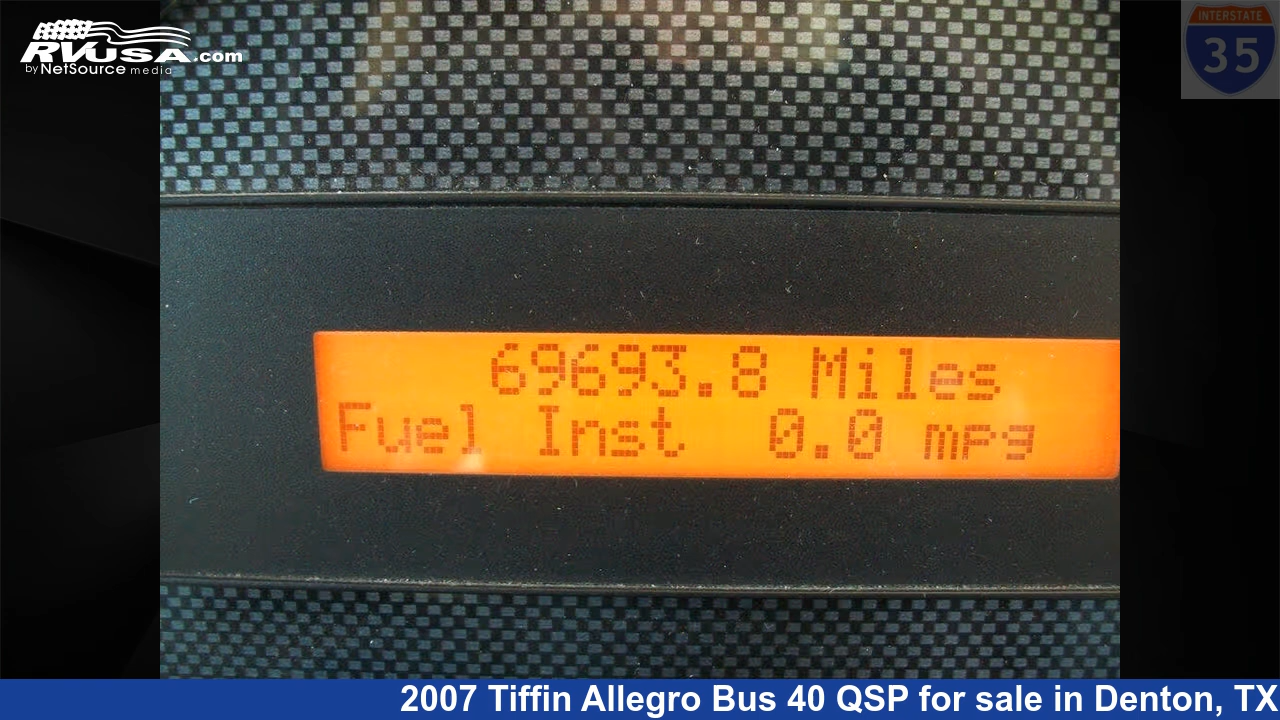 RVUSA.com
by NetSource media
INTERSTATE
35
69693.8 Miles
Fuel Inst 0.0 mpg
2007 Tiffin Allegro Bus 40 QSP for sale in Denton, TX